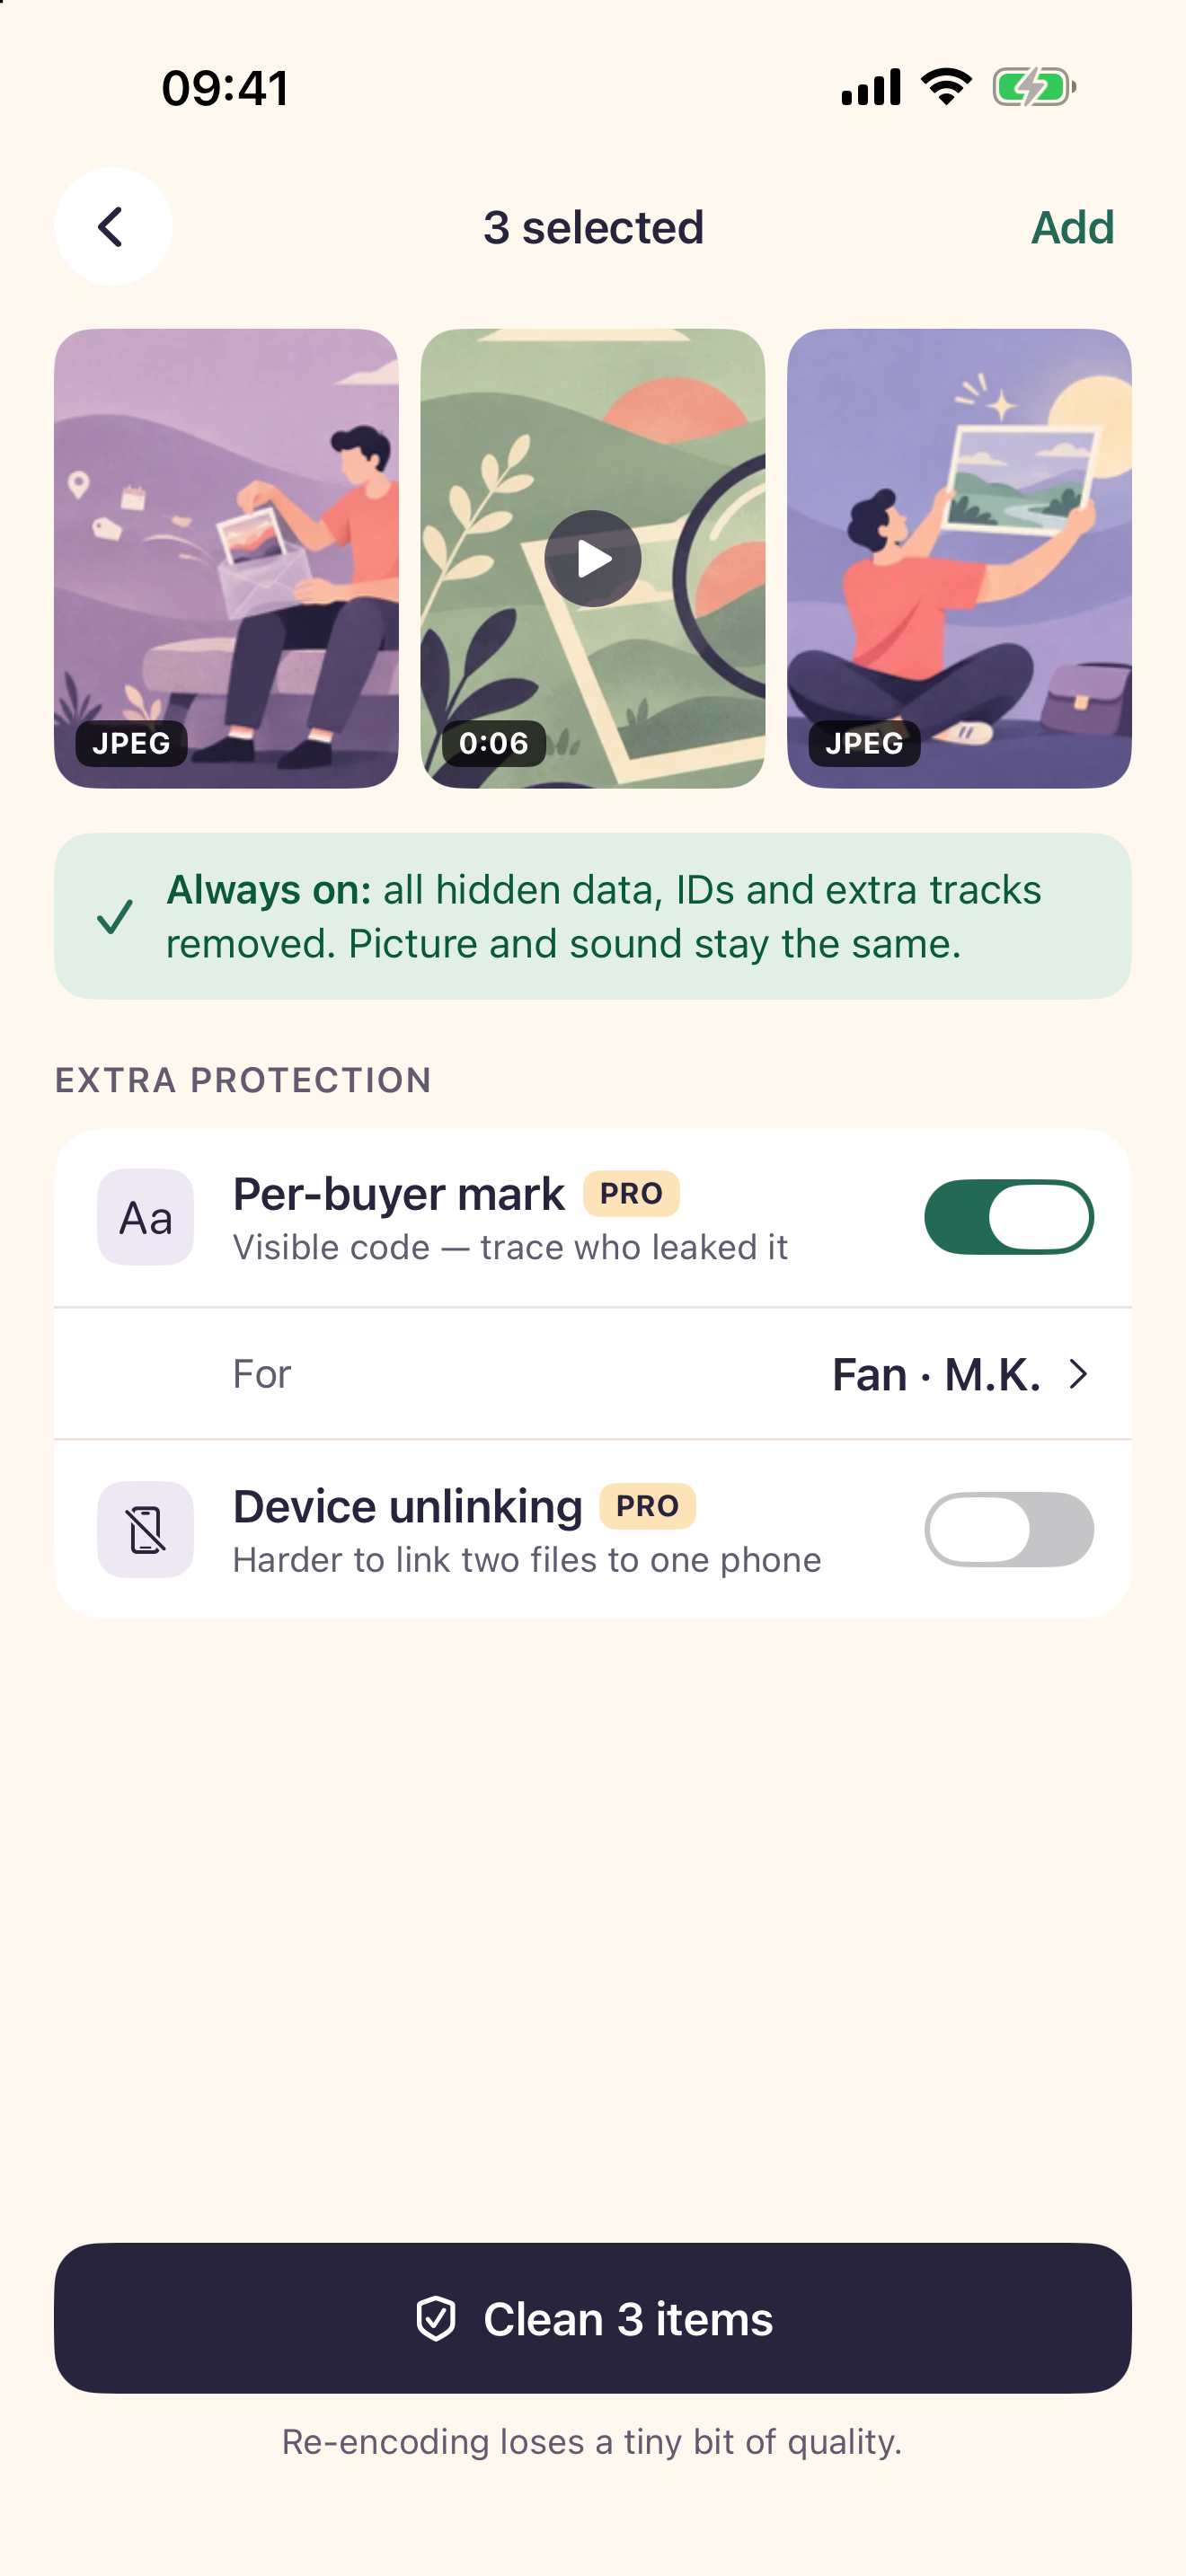 09:41
3 selected
Add
JPEG
0:06
JPEG
Always on: all hidden data, IDs and extra tracks
removed. Picture and sound stay the same.
EXTRA PROTECTION
Aa
Per-buyer mark PRO
Visible code — trace who leaked it
For
Fan · M.K.
Device unlinking PRO
Harder to link two files to one phone
Clean 3 items
Re-encoding loses a tiny bit of quality.